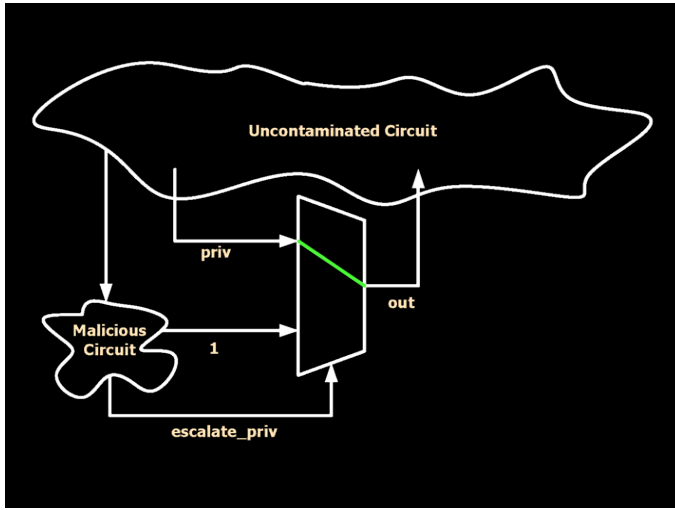 Uncontaminated Circuit
priv
out
Malicious
Circuit
1
escalate_priv